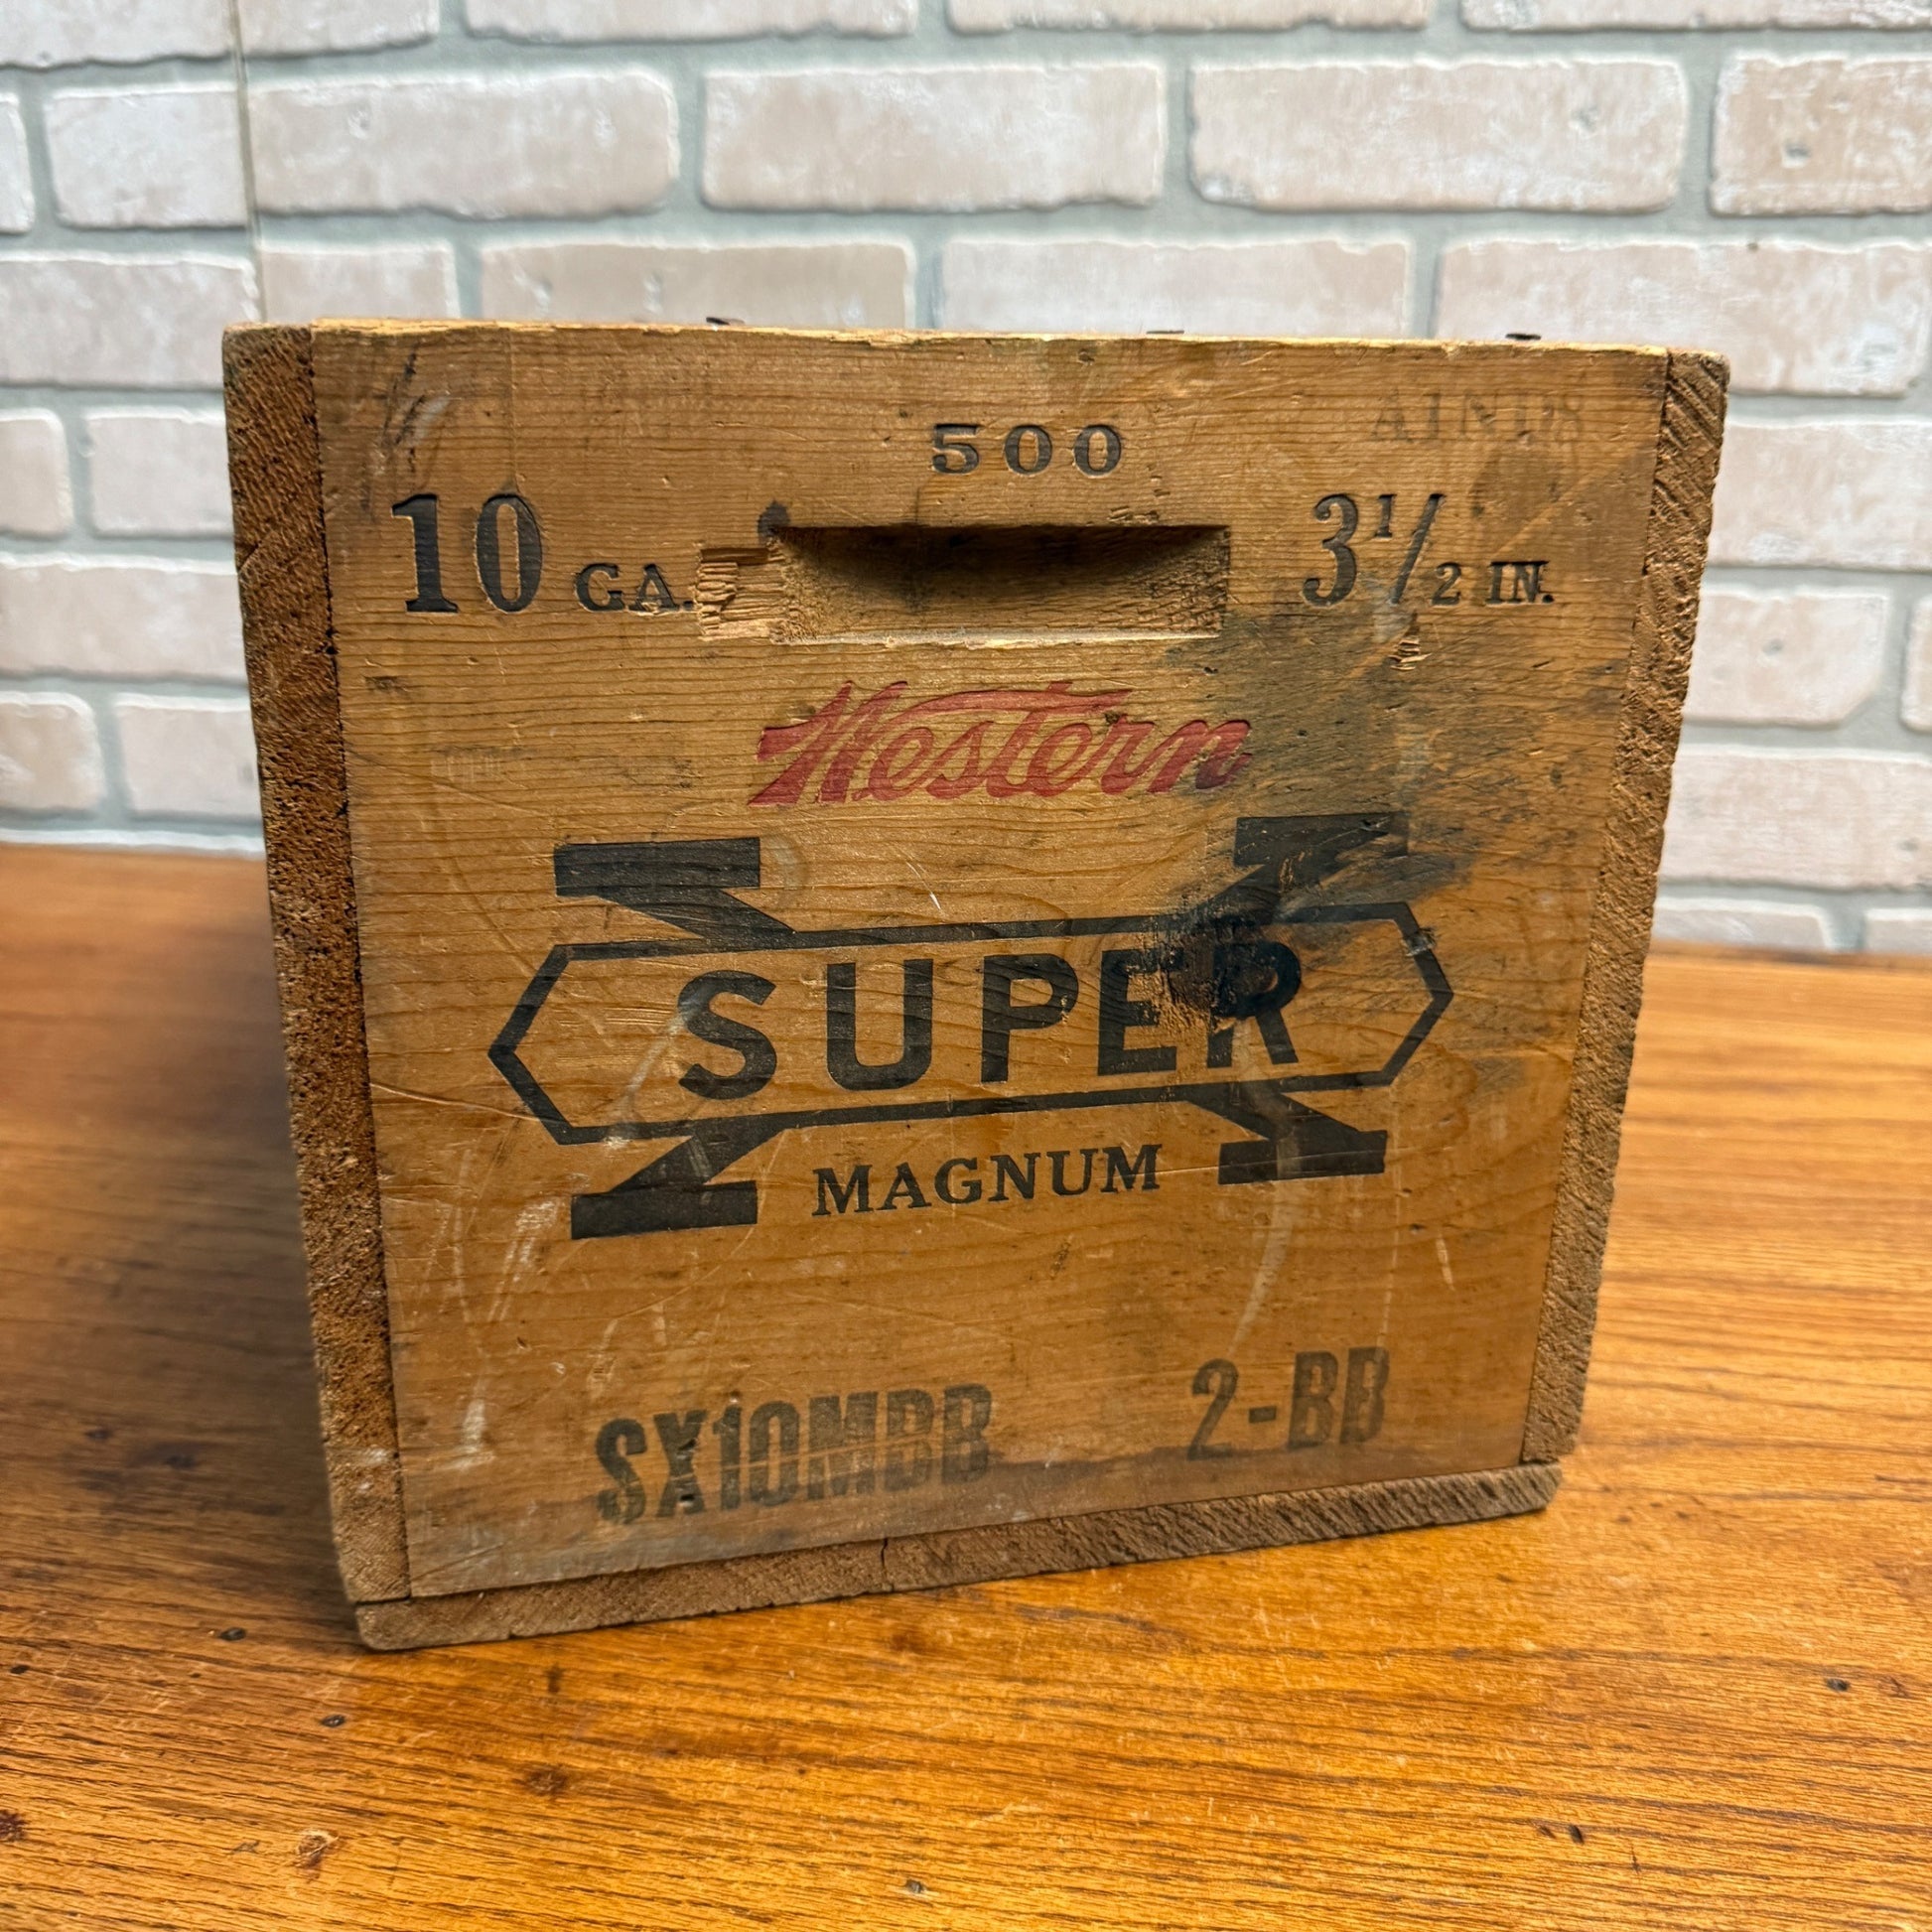 500
10 GA. 3 1/2 IN.
Western
SUPER
MAGNUM
SX10MBB 2-BB